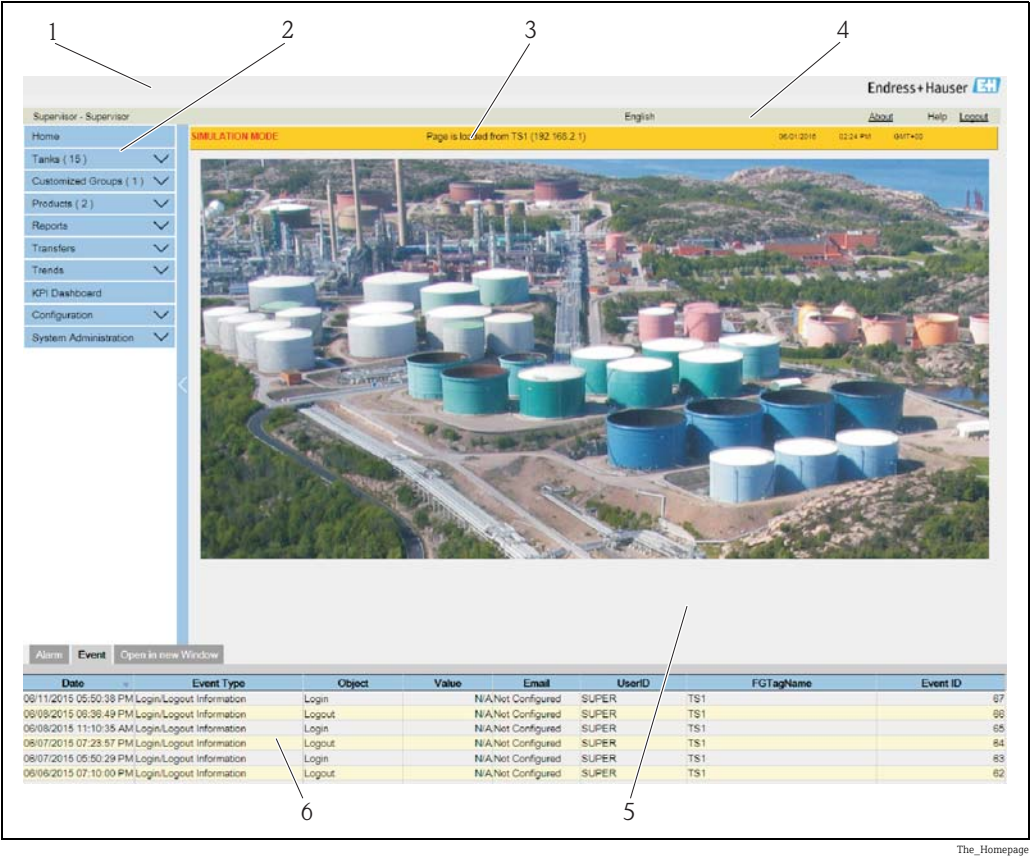 1 2 3 4
Endress+Hauser EH
Supervisor - Supervisor English About Help Logout
Home
SIMULATION MODE Page is loaded from TS1 (192.168.2.1) 06/01/2016 02:24 PM GMT+00
Tanks ( 15 )
Customized Groups ( 1 )
Products ( 2 )
Reports
Transfers
Trends
KPI Dashboard
Configuration
System Administration
Alarm Event Open in new Window
Date Event Type Object Value Email UserID FGTagName Event ID
06/11/2015 05:50:38 PM Login/Logout Information Login N/A Not Configured SUPER TS1 67
06/08/2015 06:36:49 PM Login/Logout Information Logout N/A Not Configured SUPER TS1 66
06/08/2015 11:10:35 AM Login/Logout Information Login N/A Not Configured SUPER TS1 65
06/07/2015 07:23:57 PM Login/Logout Information Logout N/A Not Configured SUPER TS1 64
06/07/2015 05:50:29 PM Login/Logout Information Login N/A Not Configured SUPER TS1 63
06/06/2015 07:10:00 PM Login/Logout Information Logout N/A Not Configured SUPER TS1 62
6 5
The_Homepage